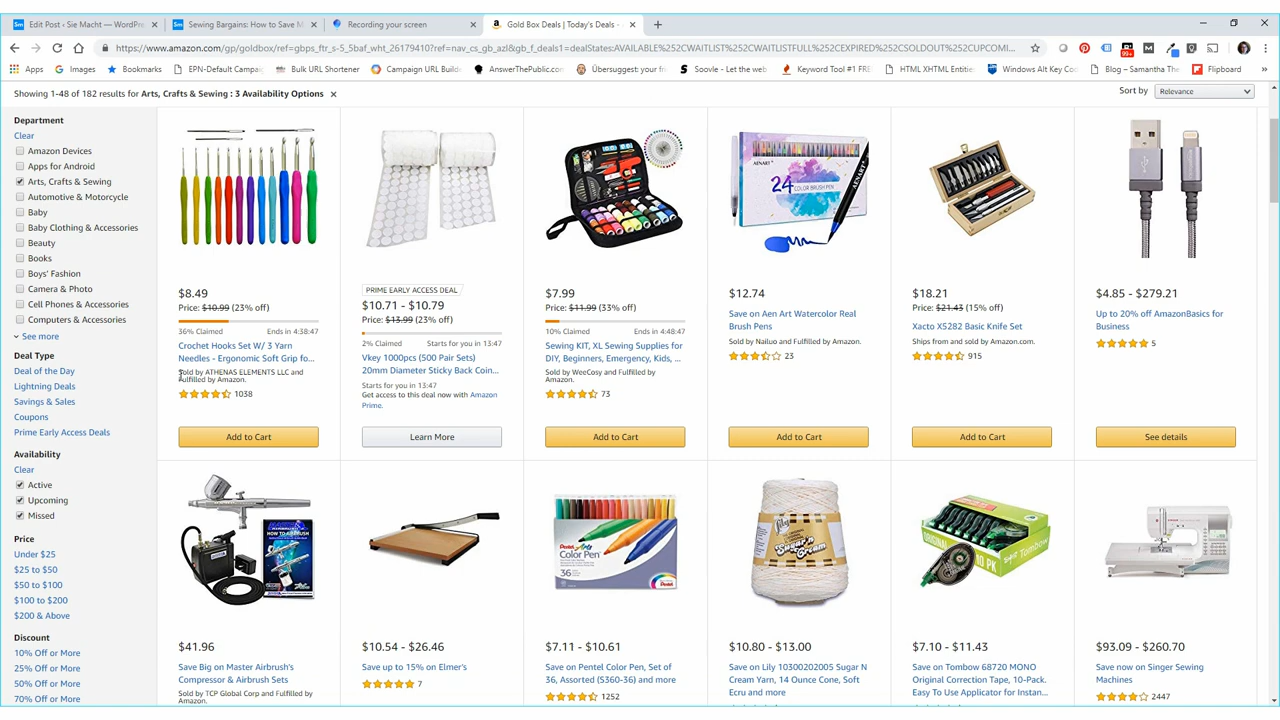 Edit Post ‹ Sie Macht — WordPre
Sewing Bargains: How to Save M
Recording your screen
Gold Box Deals | Today's Deals -
https://www.amazon.com/gp/goldbox/ref=gbps_ftr_s-5_5baf_wht_26179410?ref=nav_cs_gb_azl&gb_f_deals1=dealStates:AVAILABLE%252CWAITLIST%252CWAITLISTFULL%252CEXPIRED%252CSOLDOUT%252CUPCOMI...
Apps
Images
Bookmarks
EPN-Default Campai
Bulk URL Shortener
Campaign URL Build
AnswerThePublic.com
Übersuggest: your fr
Soovle - Let the web
Keyword Tool #1 FRE
HTML XHTML Entitie
Windows Alt Key Co
Blog – Samantha The
Flipboard
»
Showing 1-48 of 182 results for Arts, Crafts & Sewing : 3 Availability Options
Sort by
Relevance
Department
Clear
Amazon Devices
Apps for Android
Arts, Crafts & Sewing
Automotive & Motorcycle
Baby
Baby Clothing & Accessories
Beauty
Books
Boys' Fashion
Camera & Photo
Cell Phones & Accessories
Computers & Accessories
See more
Deal Type
Deal of the Day
Lightning Deals
Savings & Sales
Coupons
Prime Early Access Deals
Availability
Clear
Active
Upcoming
Missed
Price
Under $25
$25 to $50
$50 to $100
$100 to $200
$200 & Above
Discount
10% Off or More
25% Off or More
50% Off or More
70% Off or More
$8.49
Price: $10.99 (23% off)
36% Claimed
Ends in 4:38:47
Crochet Hooks Set W/ 3 Yarn
Needles - Ergonomic Soft Grip fo...
Sold by ATHENAS ELEMENTS LLC and
Fulfilled by Amazon.
1038
Add to Cart
PRIME EARLY ACCESS DEAL
$10.71 - $10.79
Price: $13.99 (23% off)
2% Claimed
Starts for you in 13:47
Vkey 1000pcs (500 Pair Sets)
20mm Diameter Sticky Back Coin...
Starts for you in 13:47
Get access to this deal now with Amazon
Prime.
Learn More
$7.99
Price: $11.99 (33% off)
10% Claimed
Ends in 4:48:47
Sewing KIT, XL Sewing Supplies for
DIY, Beginners, Emergency, Kids, ...
Sold by WeeCosy and Fulfilled by
Amazon.
73
Add to Cart
24 COLOR BRUSH PEN
$12.74
Save on Aen Art Watercolor Real
Brush Pens
Sold by Nailuo and Fulfilled by Amazon.
23
Add to Cart
$18.21
Price: $21.43 (15% off)
Xacto X5282 Basic Knife Set
Ships from and sold by Amazon.com.
915
Add to Cart
$4.85 - $279.21
Up to 20% off AmazonBasics for
Business
5
See details
$41.96
Save Big on Master Airbrush's
Compressor & Airbrush Sets
Sold by TCP Global Corp and Fulfilled by
Amazon.
$10.54 - $26.46
Save up to 15% on Elmer's
7
Color Pen
36
$7.11 - $10.61
Save on Pentel Color Pen, Set of
36, Assorted (S360-36) and more
1252
Lily
Sugar'n
Cream
$10.80 - $13.00
Save on Lily 10300202005 Sugar N
Cream Yarn, 14 Ounce Cone, Soft
Ecru and more
ORIGINAL
Tombow
10 PK
$7.10 - $11.43
Save on Tombow 68720 MONO
Original Correction Tape, 10-Pack.
Easy To Use Applicator for Instan...
$93.09 - $260.70
Save now on Singer Sewing
Machines
2447